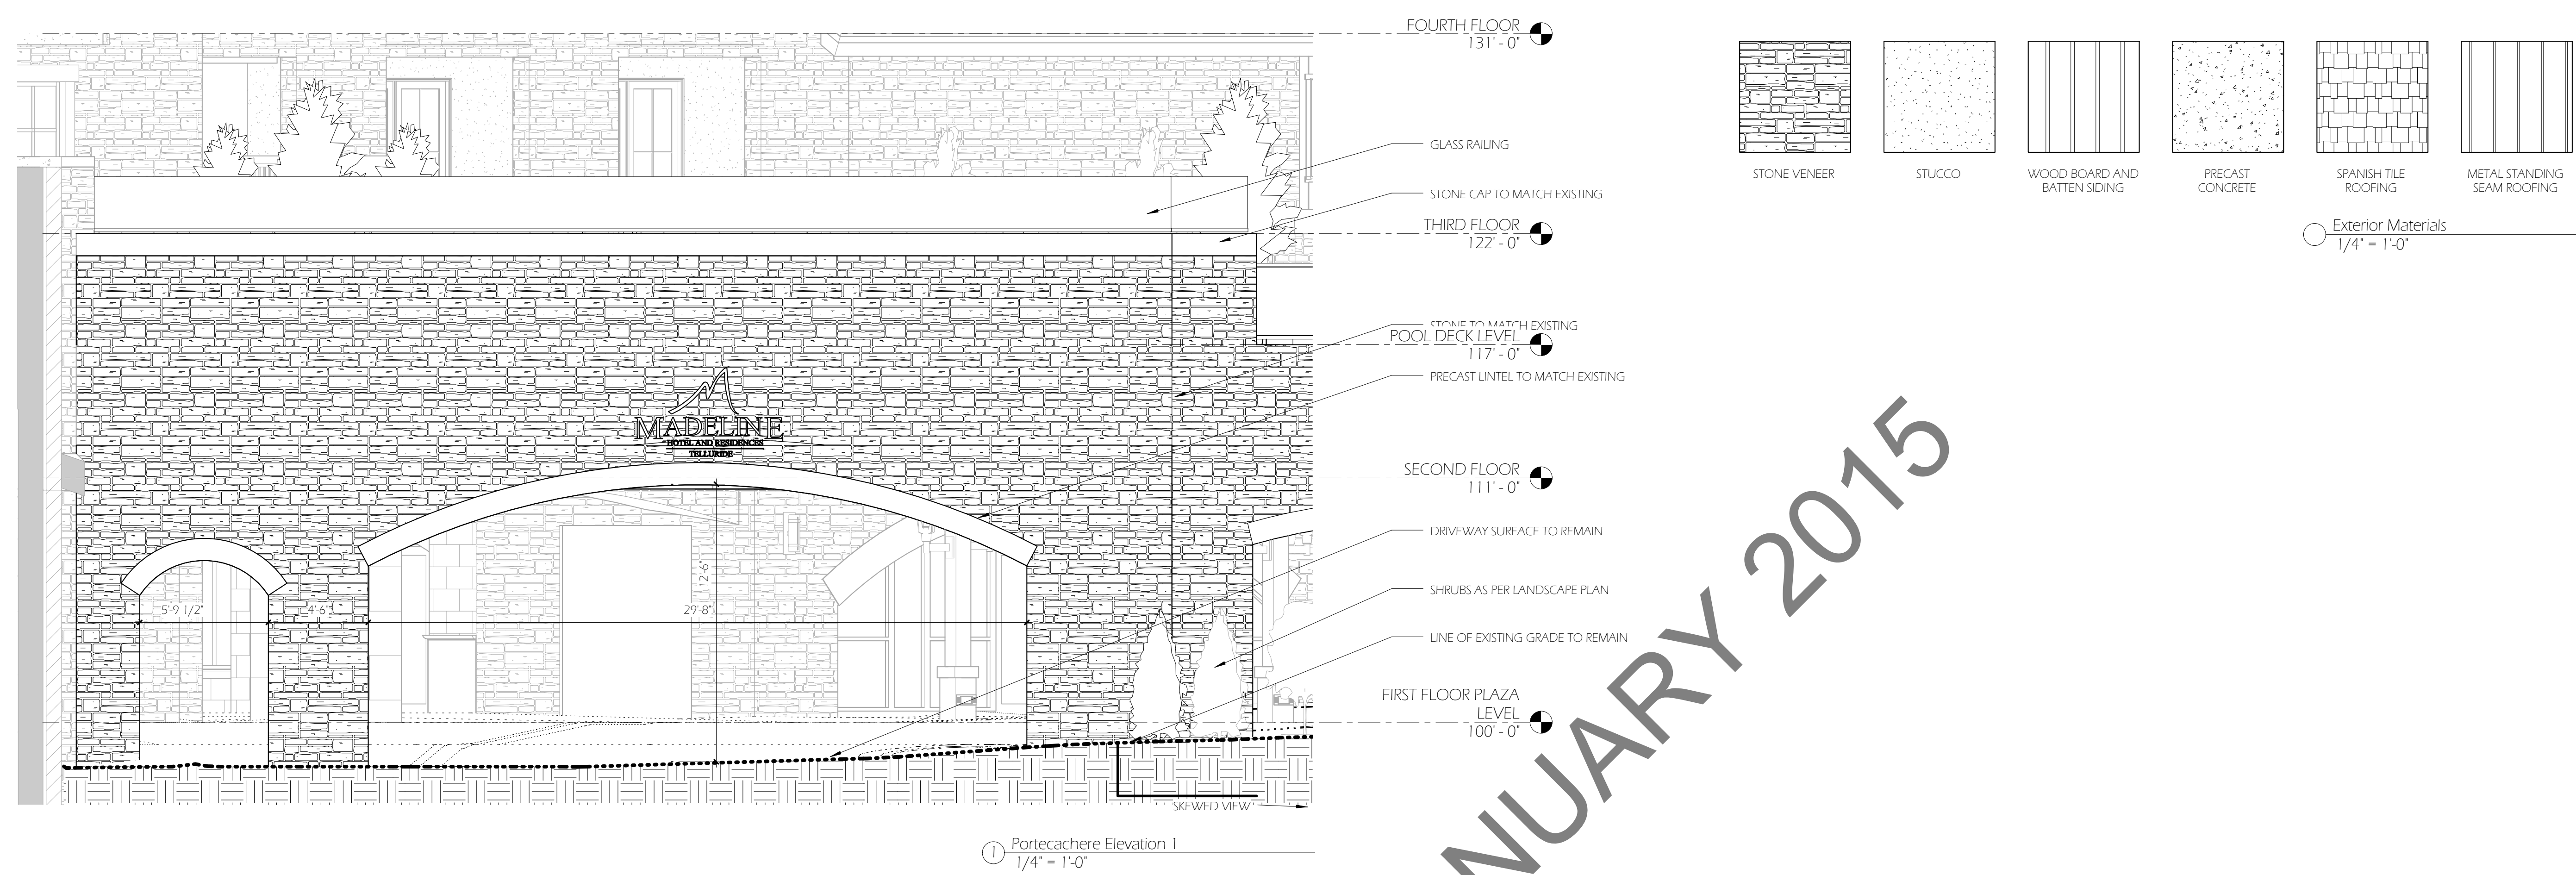 FOURTH FLOOR
131' - 0"
GLASS RAILING
STONE CAP TO MATCH EXISTING
THIRD FLOOR
122' - 0"
STONE TO MATCH EXISTING
POOL DECK LEVEL
117' - 0"
PRECAST LINTEL TO MATCH EXISTING
MADELINE
HOTEL AND RESIDENCES
TELLURIDE
SECOND FLOOR
111' - 0"
DRIVEWAY SURFACE TO REMAIN
12'-6"
SHRUBS AS PER LANDSCAPE PLAN
5'-9 1/2"
4'-6"
29'-8"
LINE OF EXISTING GRADE TO REMAIN
FIRST FLOOR PLAZA
LEVEL
100' - 0"
SKEWED VIEW
1
Portecachere Elevation 1
1/4" = 1'-0"
STONE VENEER
STUCCO
WOOD BOARD AND
BATTEN SIDING
PRECAST
CONCRETE
SPANISH TILE
ROOFING
METAL STANDING
SEAM ROOFING
Exterior Materials
1/4" = 1'-0"
NUARY 2015